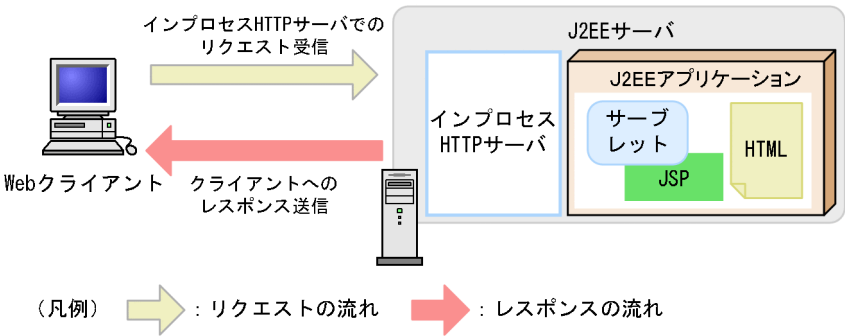 インプロセスHTTPサーバでの
リクエスト受信
J2EEサーバ
J2EEアプリケーション
インプロセス
HTTPサーバ
サーブ
レット
JSP
HTML
Webクライアント
クライアントへの
レスポンス送信
（凡例）
：リクエストの流れ
：レスポンスの流れ